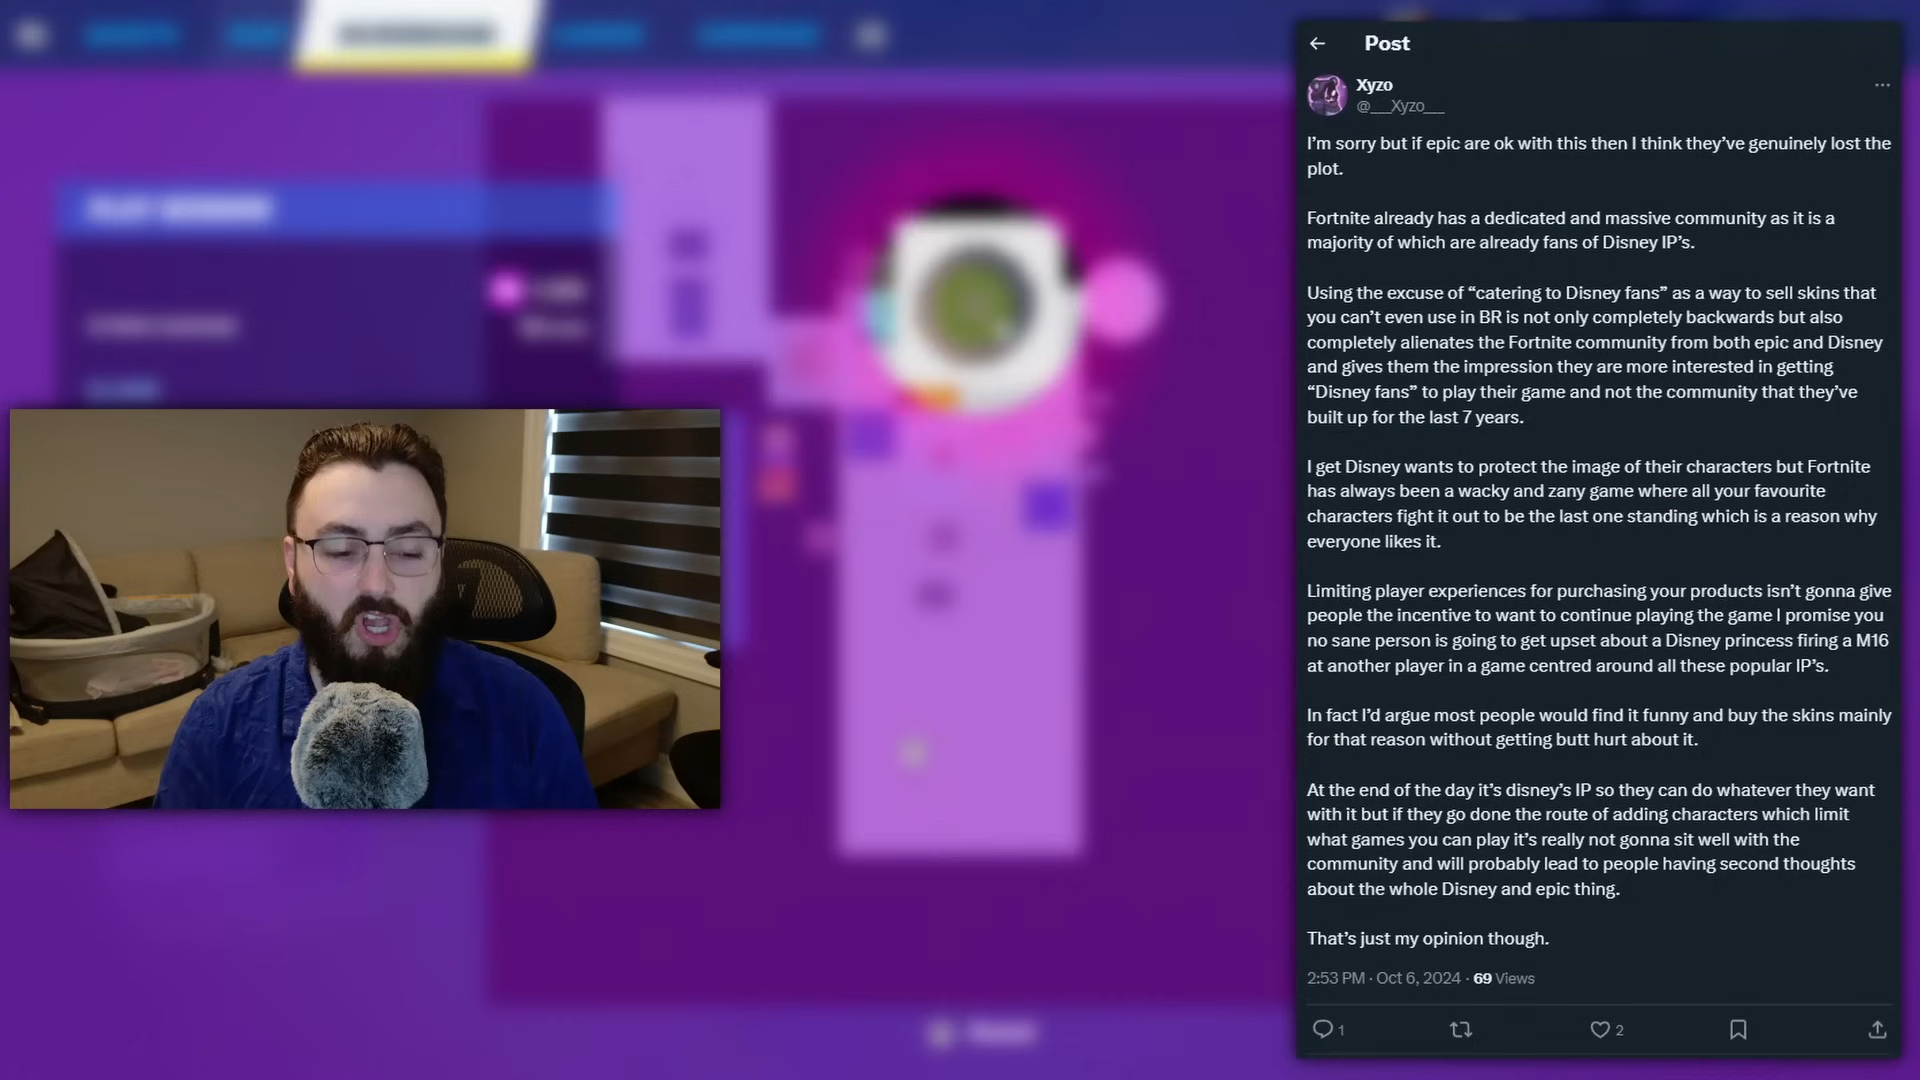 Post
Xyzo
@___Xyzo___
I’m sorry but if epic are ok with this then I think they’ve genuinely lost the
plot.
Fortnite already has a dedicated and massive community as it is a
majority of which are already fans of Disney IP’s.
Using the excuse of “catering to Disney fans” as a way to sell skins that
you can’t even use in BR is not only completely backwards but also
completely alienates the Fortnite community from both epic and Disney
and gives them the impression they are more interested in getting
“Disney fans” to play their game and not the community that they’ve
built up for the last 7 years.
I get Disney wants to protect the image of their characters but Fortnite
has always been a wacky and zany game where all your favourite
characters fight it out to be the last one standing which is a reason why
everyone likes it.
Limiting player experiences for purchasing your products isn’t gonna give
people the incentive to want to continue playing the game I promise you
no sane person is going to get upset about a Disney princess firing a M16
at another player in a game centred around all these popular IP’s.
In fact I’d argue most people would find it funny and buy the skins mainly
for that reason without getting butt hurt about it.
At the end of the day it’s disney’s IP so they can do whatever they want
with it but if they go done the route of adding characters which limit
what games you can play it’s really not gonna sit well with the
community and will probably lead to people having second thoughts
about the whole Disney and epic thing.
That’s just my opinion though.
2:53 PM · Oct 6, 2024 · 69 Views
1 2